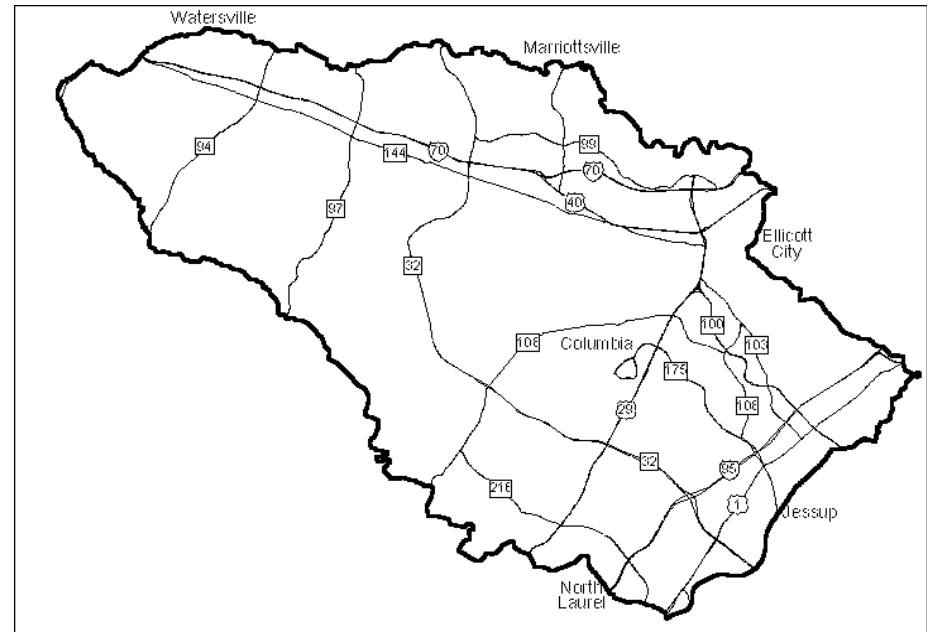 Watersville
Marriottsville
94
144
70
99
70
97
40
Ellicott
City
32
100
108
Columbia
103
175
29
108
32
95
216
1
Jessup
North
Laurel